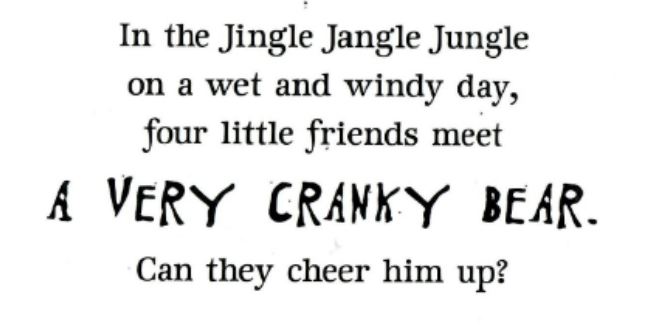 In the Jingle Jangle Jungle
on a wet and windy day,
four little friends meet
A VERY CRANKY BEAR.
Can they cheer him up?